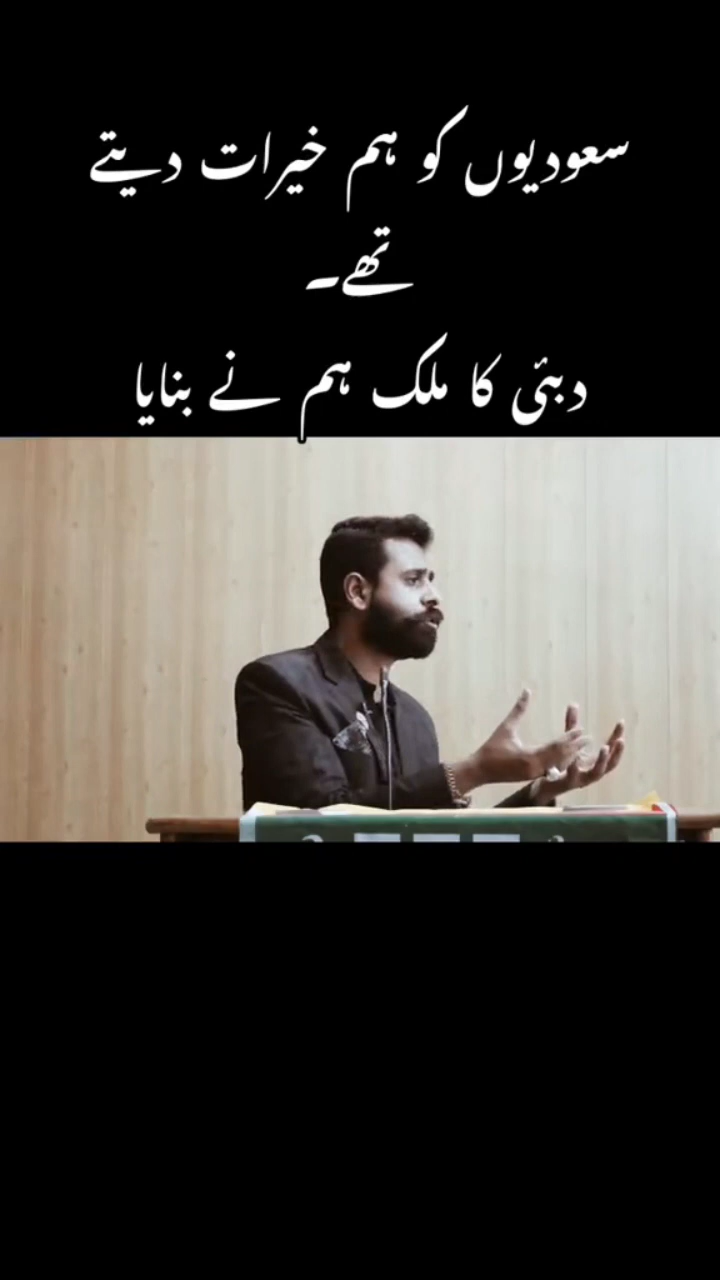 سعودیوں کو ہم خیرات دیتے
تھے۔
دبئی کا ملک ہم نے بنایا